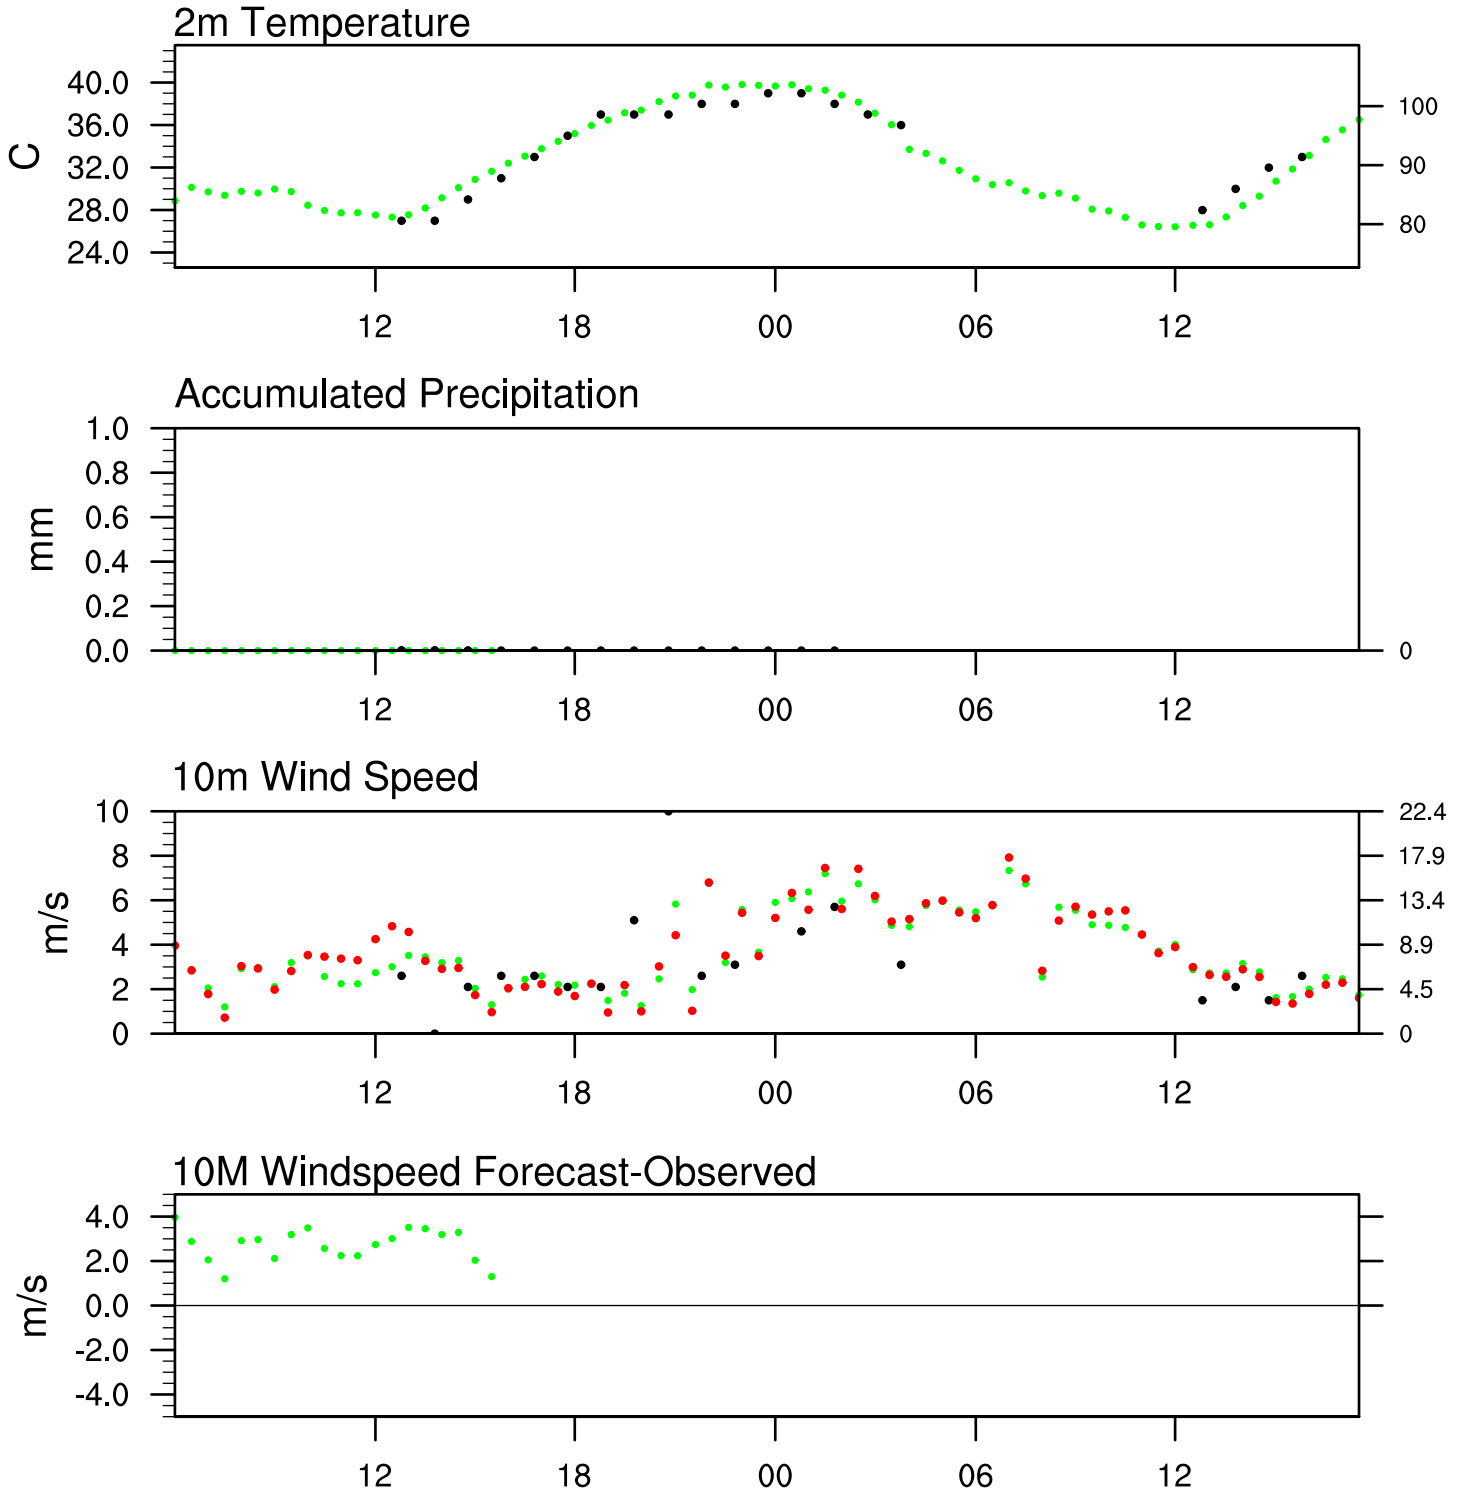 2m Temperature
40.0
36.0
32.0
28.0
24.0
C
100
90
80
12 18 00 06 12
Accumulated Precipitation
1.0
0.8
0.6
0.4
0.2
0.0
mm
0
12 18 00 06 12
10m Wind Speed
10
8
6
4
2
0
m/s
22.4
17.9
13.4
8.9
4.5
0
12 18 00 06 12
10M Windspeed Forecast-Observed
4.0
2.0
0.0
-2.0
-4.0
m/s
12 18 00 06 12